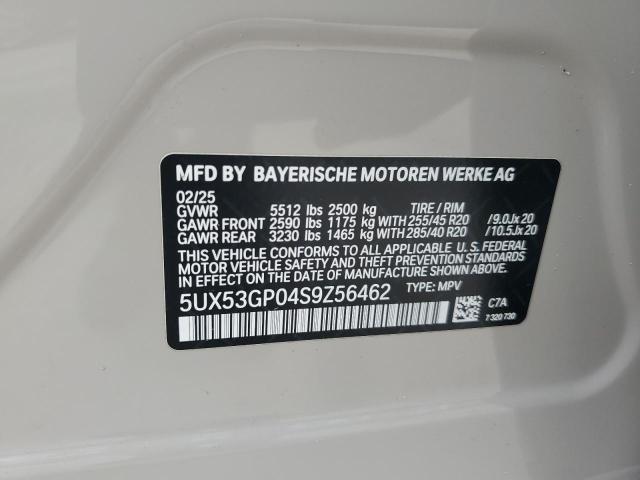 MFD BY BAYERISCHE MOTOREN WERKE AG
02/25
GVWR 5512 lbs 2500 kg TIRE / RIM
GAWR FRONT 2590 lbs 1175 kg WITH 255/45 R20 /9.0Jx20
GAWR REAR 3230 lbs 1465 kg WITH 285/40 R20 /10.5Jx20
THIS VEHICLE CONFORMS TO ALL APPLICABLE U. S. FEDERAL
MOTOR VEHICLE SAFETY, BUMPER, AND THEFT PREVENTION STANDARDS
IN EFFECT ON THE DATE OF MANUFACTURE SHOWN ABOVE.
5UX53GP04S9Z56462 TYPE: MPV
C7A
7 320 730